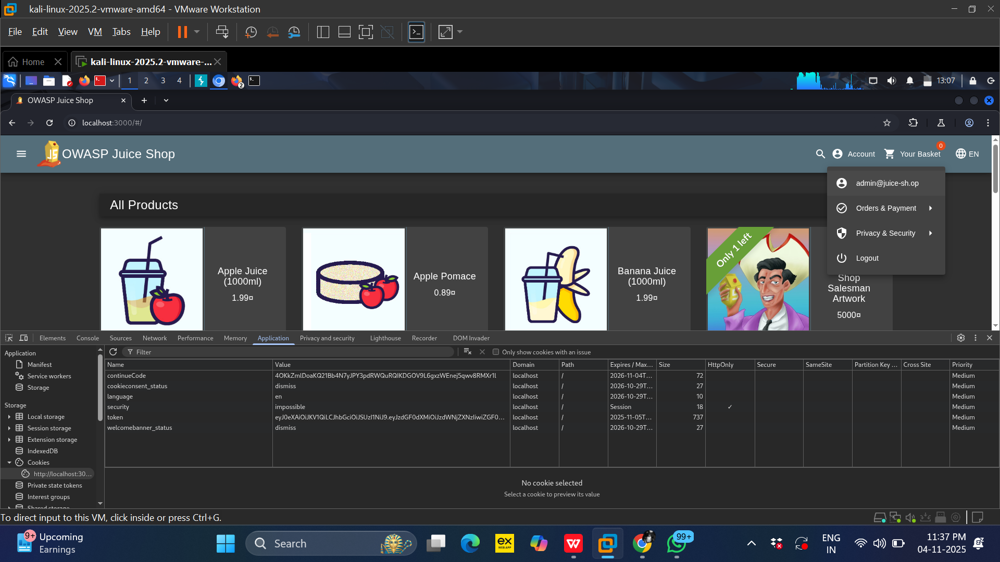 kali-linux-2025.2-vmware-amd64 - VMware Workstation
File Edit View VM Tabs Help
Home
kali-linux-2025.2-vmware-...
1 2 3 4
2
13:07
OWASP Juice Shop
localhost:3000/#/
OWASP Juice Shop
Account
Your Basket
0
EN
admin@juice-sh.op
Orders & Payment
Privacy & Security
Logout
All Products
Apple Juice
(1000ml)
1.99¤
Apple Pomace
0.89¤
Banana Juice
(1000ml)
1.99¤
Only 1 left
Shop
Salesman
Artwork
5000¤
Elements Console Sources Network Performance Memory Application Privacy and security Lighthouse Recorder DOM Invader
Application
Manifest
Service workers
Storage
Storage
Local storage
Session storage
Extension storage
IndexedDB
Cookies
http://localhost:30...
Private state tokens
Interest groups
Shared storage
Filter
Only show cookies with an issue
Name Value Domain Path Expires / Max... Size HttpOnly Secure SameSite Partition Key ... Cross Site Priority
continueCode 4OKkZmlDoaKQ21Bb4N7yJPY3pdRWQuRQIKDGOV9L6gxzWEnej5qwv8RMXr1l localhost / 2026-11-04T... 72 Medium
cookieconsent_status dismiss localhost / 2026-10-29T... 27 Medium
language en localhost / 2026-10-29T... 10 Medium
security impossible localhost / Session 18 ✓ Medium
token eyJ0eXAiOiJKV1QiLCJhbGciOiJSUzI1NiJ9.eyJzdGF0dXMiOiJzdWNjZXNzIiwiZGF0... localhost / 2025-11-05T... 737 Medium
welcomebanner_status dismiss localhost / 2026-10-29T... 27 Medium
No cookie selected
Select a cookie to preview its value
To direct input to this VM, click inside or press Ctrl+G.
9+
Upcoming
Earnings
Search
ex
WEB APP
99+
ENG
IN
11:37 PM
04-11-2025